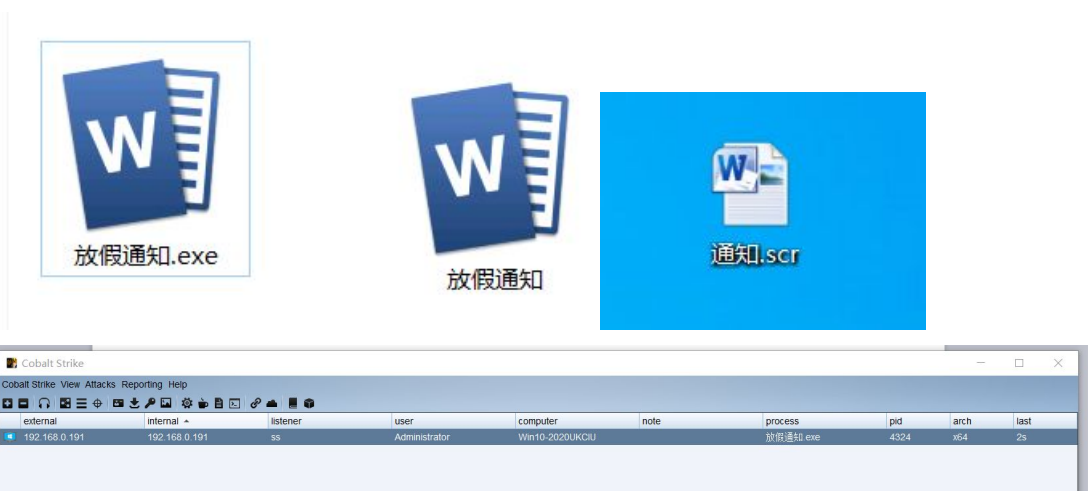 W
放假通知.exe
W
放假通知
W
通知.scr
Cobalt Strike
Cobalt Strike View Attacks Reporting Help
external internal listener user computer note process pid arch last
192.168.0.191 192.168.0.191 ss Administrator Win10-2020UKCIU 放假通知.exe 4324 x64 2s